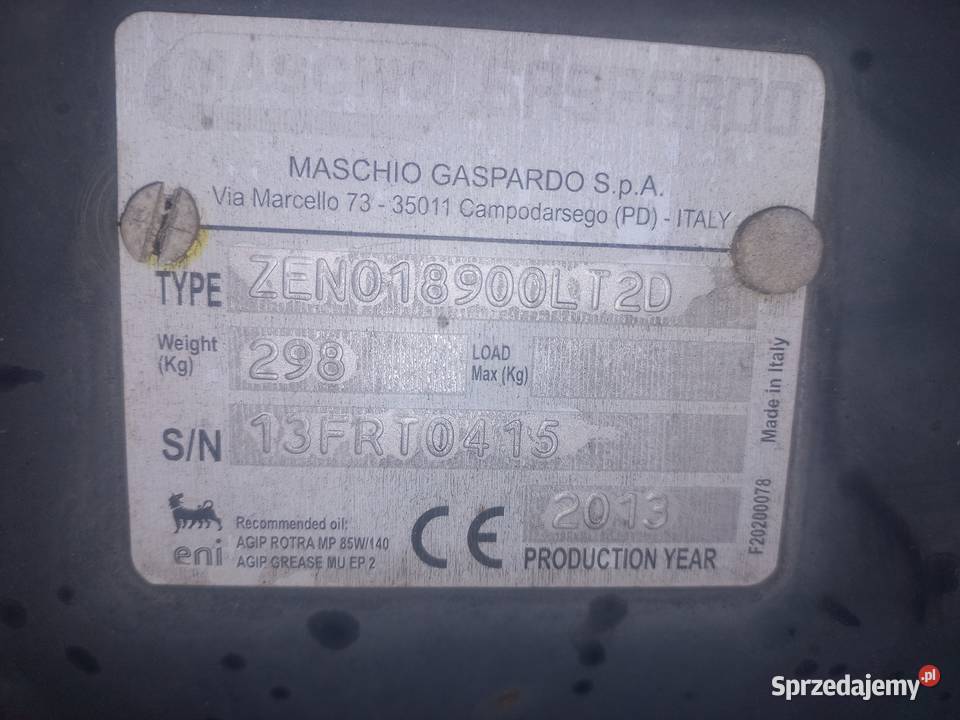 MASCHIO GASPARDO
MASCHIO GASPARDO S.p.A.
Via Marcello 73 - 35011 Campodarsego (PD) - ITALY
TYPE ZEN018900LT2D
Weight (Kg) 298 LOAD Max (Kg)
S/N 13FRT0415
eni
Recommended oil:
AGIP ROTRA MP 85W/140
AGIP GREASE MU EP 2
CE
2013
PRODUCTION YEAR
Made in Italy
F20200078
Sprzedajemy.pl